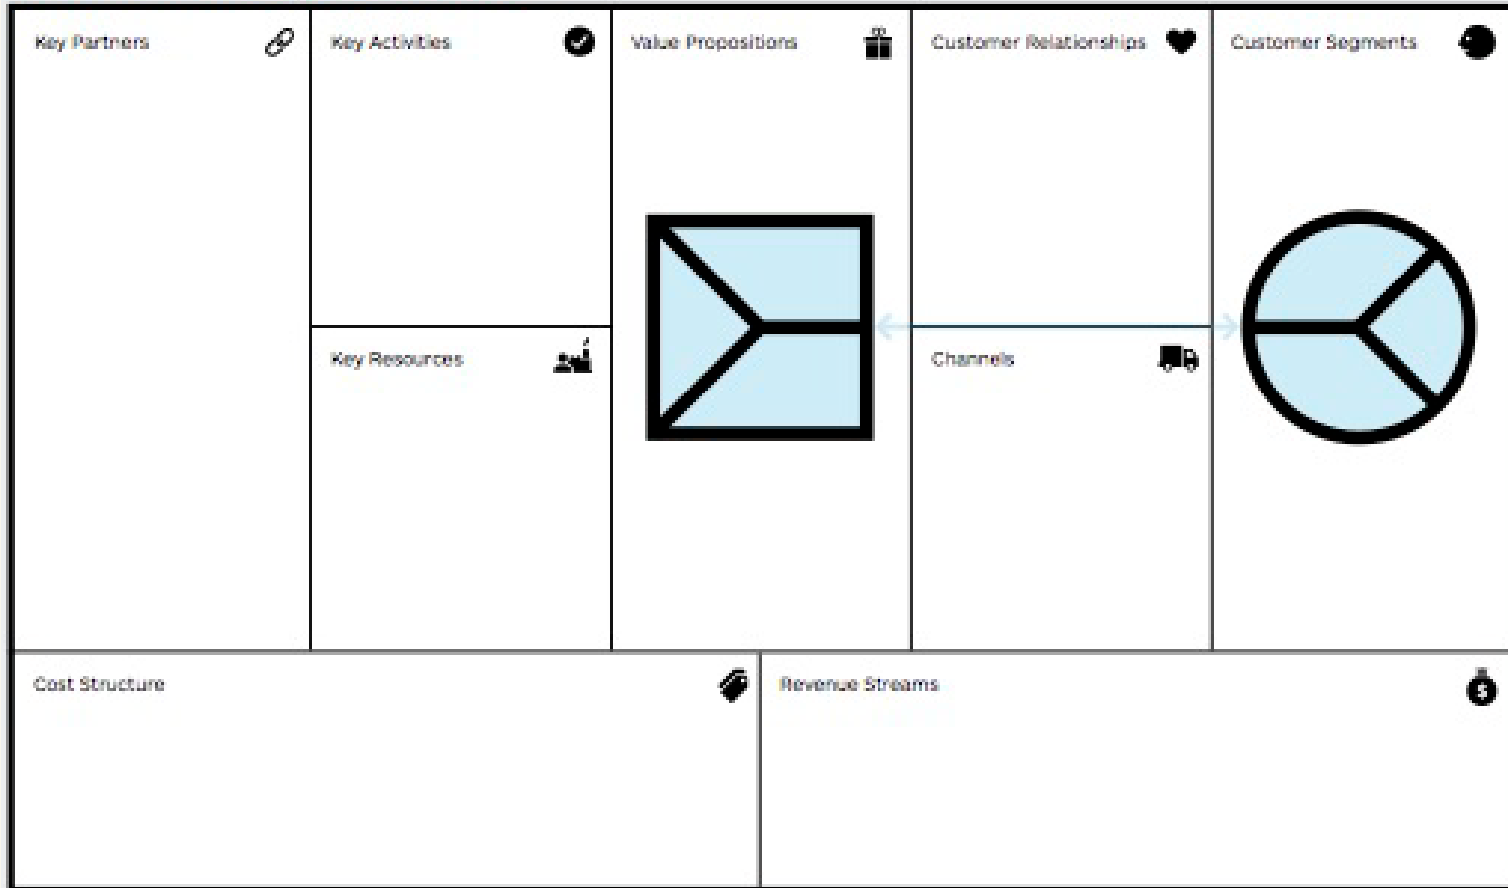 Key Partners
Key Activities
Value Propositions
Customer Relationships
Customer Segments
Key Resources
Channels
Cost Structure
Revenue Streams
$